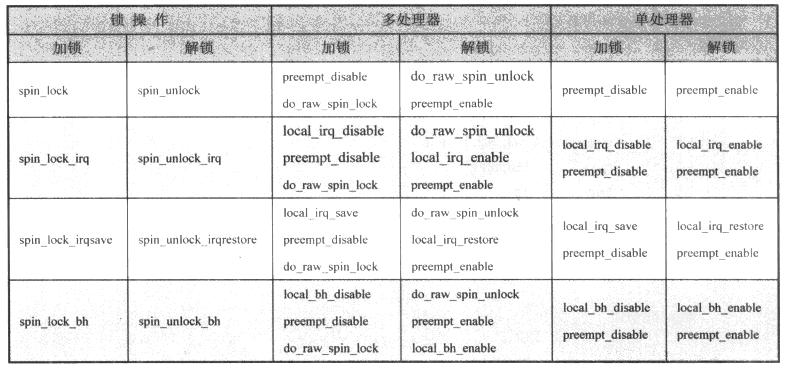 锁 操 作 多处理器 单处理器
加锁 解锁 加锁 解锁 加锁 解锁
spin_lock spin_unlock preempt_disable do_raw_spin_unlock preempt_disable preempt_enable
do_raw_spin_lock preempt_enable
spin_lock_irq spin_unlock_irq local_irq_disable do_raw_spin_unlock local_irq_disable local_irq_enable
preempt_disable local_irq_enable preempt_disable preempt_enable
do_raw_spin_lock preempt_enable
spin_lock_irqsave spin_unlock_irqrestore local_irq_save do_raw_spin_unlock local_irq_save local_irq_restore
preempt_disable local_irq_restore preempt_disable preempt_enable
do_raw_spin_lock preempt_enable
spin_lock_bh spin_unlock_bh local_bh_disable do_raw_spin_unlock local_bh_disable local_bh_enable
preempt_disable preempt_enable preempt_disable preempt_enable
do_raw_spin_lock local_bh_enable